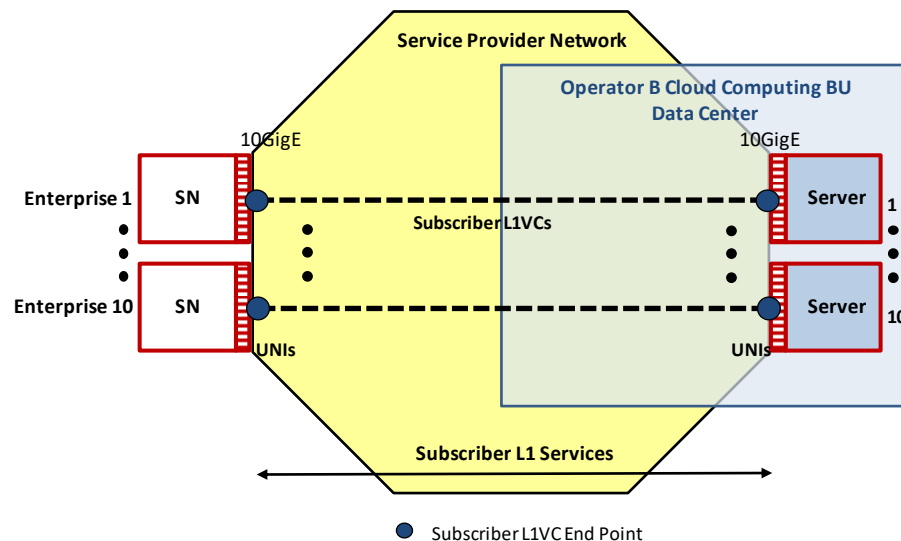 Service Provider Network
Operator B Cloud Computing BU
Data Center
10GigE
10GigE
Enterprise 1
SN
Server
1
Subscriber L1VCs
Enterprise 10
SN
Server
10
UNIs
UNIs
Subscriber L1 Services
Subscriber L1VC End Point